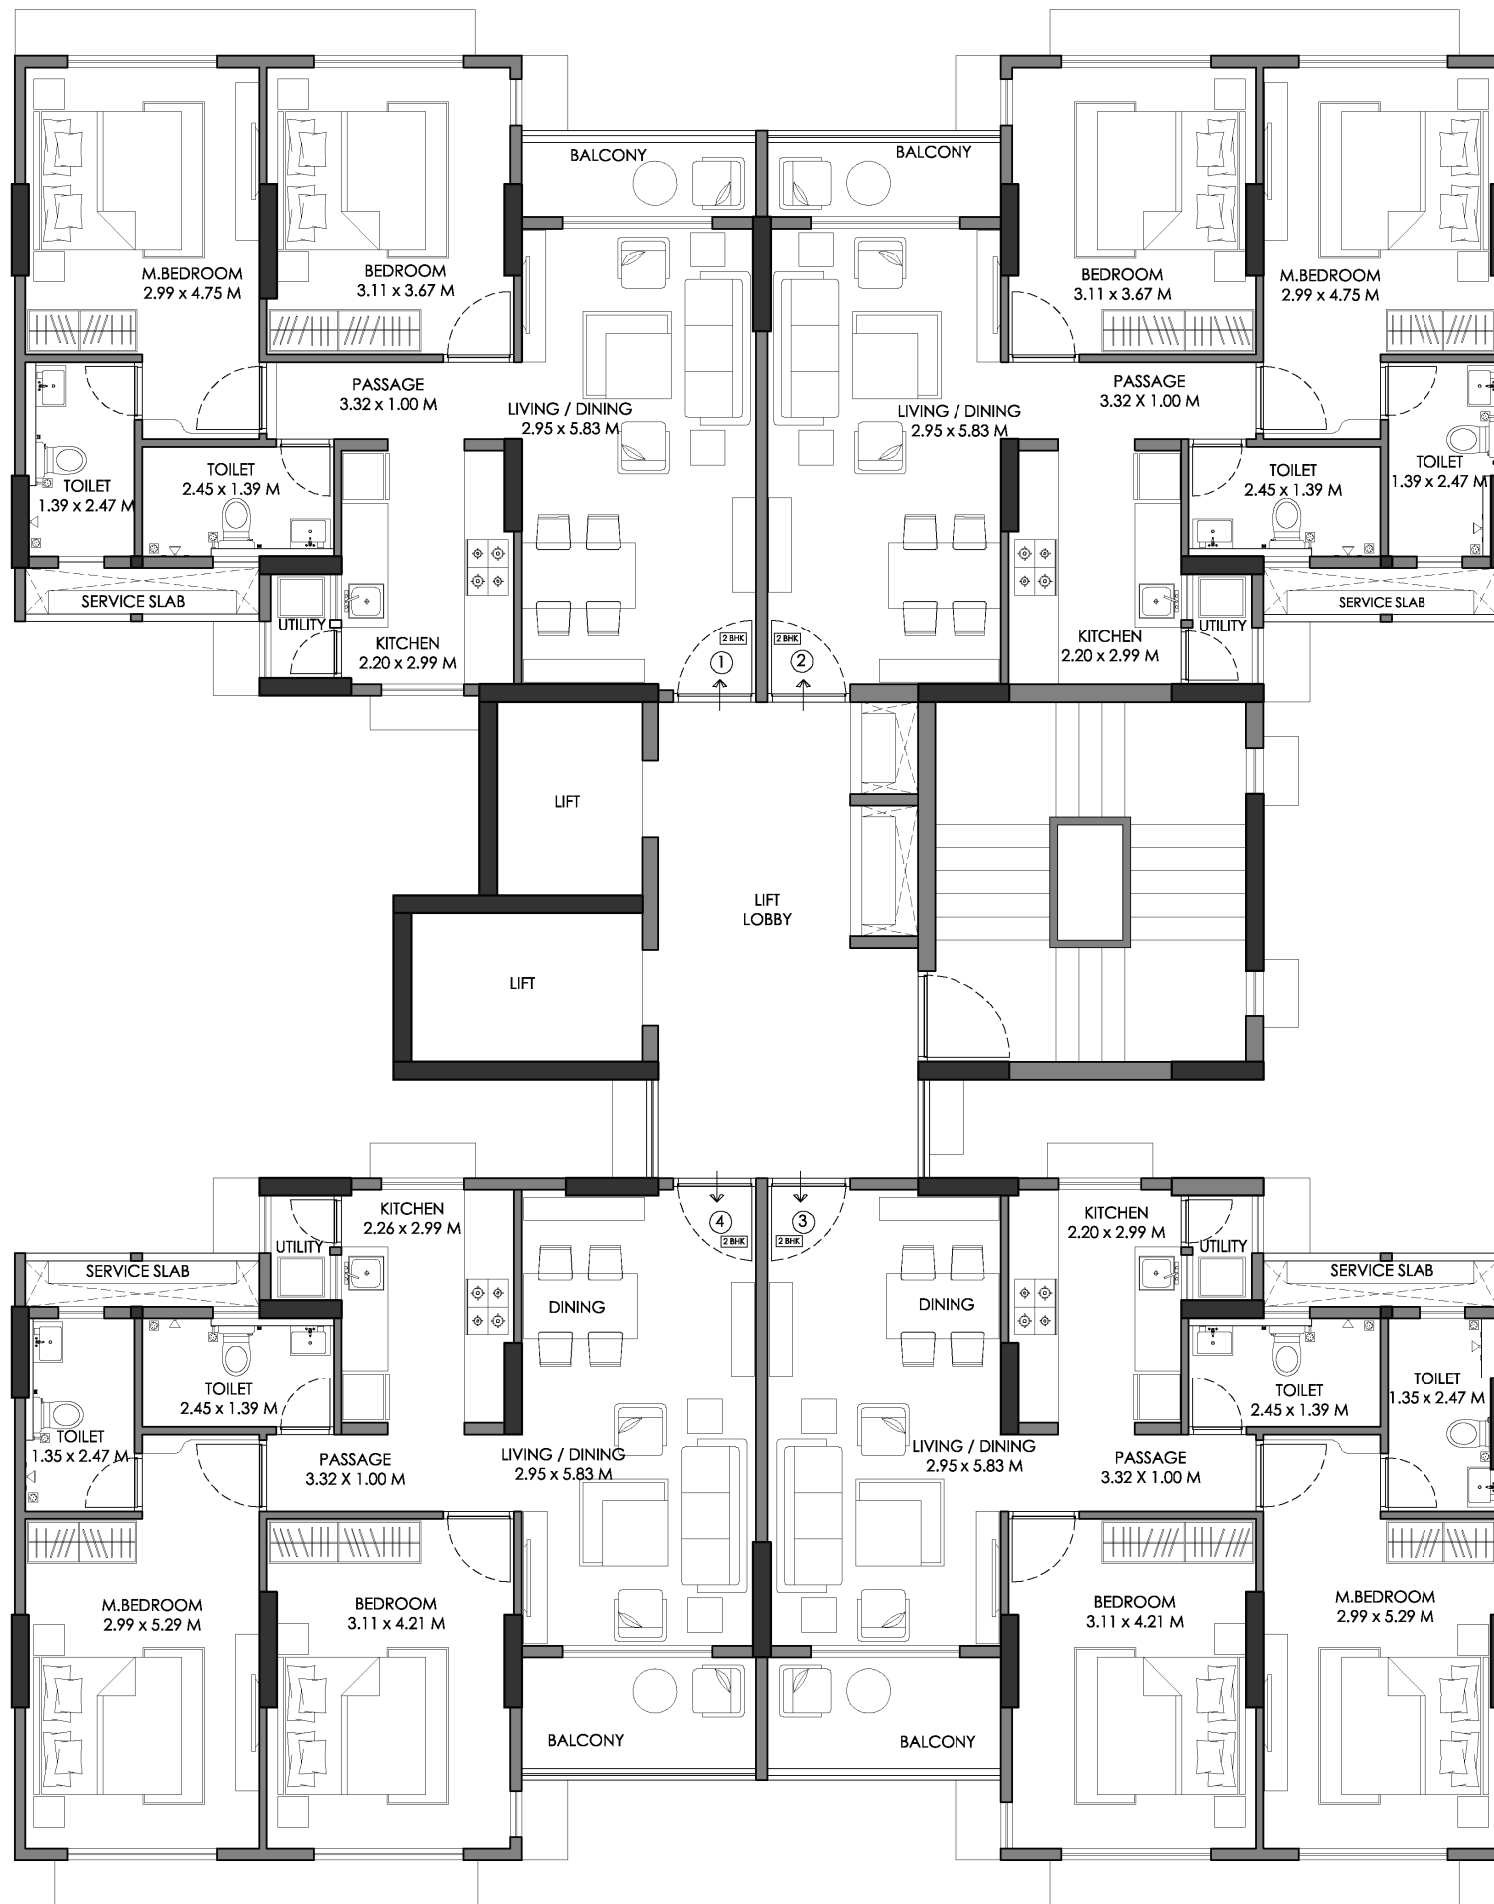 BALCONY
BALCONY
M.BEDROOM
2.99 x 4.75 M
BEDROOM
3.11 x 3.67 M
BEDROOM
3.11 x 3.67 M
M.BEDROOM
2.99 x 4.75 M
PASSAGE
3.32 x 1.00 M
LIVING / DINING
2.95 x 5.83 M
LIVING / DINING
2.95 x 5.83 M
PASSAGE
3.32 X 1.00 M
TOILET
1.39 x 2.47 M
TOILET
2.45 x 1.39 M
TOILET
2.45 x 1.39 M
TOILET
1.39 x 2.47 M
SERVICE SLAB
UTILITY
KITCHEN
2.20 x 2.99 M
2 BHK
1
2 BHK
2
KITCHEN
2.20 x 2.99 M
UTILITY
SERVICE SLAB
LIFT
LIFT
LOBBY
LIFT
KITCHEN
2.26 x 2.99 M
4
2 BHK
3
2 BHK
KITCHEN
2.20 x 2.99 M
UTILITY
SERVICE SLAB
UTILITY
SERVICE SLAB
DINING
DINING
TOILET
1.35 x 2.47 M
TOILET
2.45 x 1.39 M
TOILET
2.45 x 1.39 M
TOILET
1.35 x 2.47 M
PASSAGE
3.32 X 1.00 M
LIVING / DINING
2.95 x 5.83 M
LIVING / DINING
2.95 x 5.83 M
PASSAGE
3.32 X 1.00 M
M.BEDROOM
2.99 x 5.29 M
BEDROOM
3.11 x 4.21 M
BEDROOM
3.11 x 4.21 M
M.BEDROOM
2.99 x 5.29 M
BALCONY
BALCONY